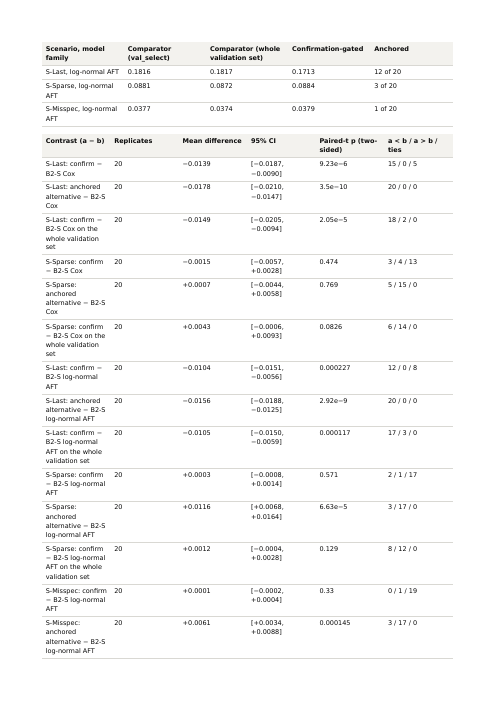 Scenario, model family | Comparator (val_select) | Comparator (whole validation set) | Confirmation-gated | Anchored
S-Last, log-normal AFT | 0.1816 | 0.1817 | 0.1713 | 12 of 20
S-Sparse, log-normal AFT | 0.0881 | 0.0872 | 0.0884 | 3 of 20
S-Misspec, log-normal AFT | 0.0377 | 0.0374 | 0.0379 | 1 of 20
Contrast (a − b) | Replicates | Mean difference | 95% CI | Paired-t p (two-sided) | a < b / a > b / ties
S-Last: confirm − B2-S Cox | 20 | −0.0139 | [−0.0187, −0.0090] | 9.23e−6 | 15 / 0 / 5
S-Last: anchored alternative − B2-S Cox | 20 | −0.0178 | [−0.0210, −0.0147] | 3.5e−10 | 20 / 0 / 0
S-Last: confirm − B2-S Cox on the whole validation set | 20 | −0.0149 | [−0.0205, −0.0094] | 2.05e−5 | 18 / 2 / 0
S-Sparse: confirm − B2-S Cox | 20 | −0.0015 | [−0.0057, +0.0028] | 0.474 | 3 / 4 / 13
S-Sparse: anchored alternative − B2-S Cox | 20 | +0.0007 | [−0.0044, +0.0058] | 0.769 | 5 / 15 / 0
S-Sparse: confirm − B2-S Cox on the whole validation set | 20 | +0.0043 | [−0.0006, +0.0093] | 0.0826 | 6 / 14 / 0
S-Last: confirm − B2-S log-normal AFT | 20 | −0.0104 | [−0.0151, −0.0056] | 0.000227 | 12 / 0 / 8
S-Last: anchored alternative − B2-S log-normal AFT | 20 | −0.0156 | [−0.0188, −0.0125] | 2.92e−9 | 20 / 0 / 0
S-Last: confirm − B2-S log-normal AFT on the whole validation set | 20 | −0.0105 | [−0.0150, −0.0059] | 0.000117 | 17 / 3 / 0
S-Sparse: confirm − B2-S log-normal AFT | 20 | +0.0003 | [−0.0008, +0.0014] | 0.571 | 2 / 1 / 17
S-Sparse: anchored alternative − B2-S log-normal AFT | 20 | +0.0116 | [+0.0068, +0.0164] | 6.63e−5 | 3 / 17 / 0
S-Sparse: confirm − B2-S log-normal AFT on the whole validation set | 20 | +0.0012 | [−0.0004, +0.0028] | 0.129 | 8 / 12 / 0
S-Misspec: confirm − B2-S log-normal AFT | 20 | +0.0001 | [−0.0002, +0.0004] | 0.33 | 0 / 1 / 19
S-Misspec: anchored alternative − B2-S log-normal AFT | 20 | +0.0061 | [+0.0034, +0.0088] | 0.000145 | 3 / 17 / 0